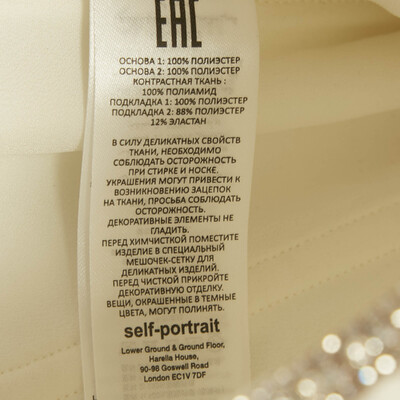 EAC
ОСНОВА 1: 100% ПОЛИЭСТЕР
ОСНОВА 2: 100% ПОЛИЭСТЕР
КОНТРАСТНАЯ ТКАНЬ :
100% ПОЛИАМИД
ПОДКЛАДКА 1: 100% ПОЛИЭСТЕР
ПОДКЛАДКА 2: 88% ПОЛИЭСТЕР
12% ЭЛАСТАН
В СИЛУ ДЕЛИКАТНЫХ СВОЙСТВ
ТКАНИ, НЕОБХОДИМО
СОБЛЮДАТЬ ОСТОРОЖНОСТЬ
ПРИ СТИРКЕ И НОСКЕ.
УКРАШЕНИЯ МОГУТ ПРИВЕСТИ К
ВОЗНИКНОВЕНИЮ ЗАЦЕПОК
НА ТКАНИ, ПРОСЬБА СОБЛЮДАТЬ
ОСТОРОЖНОСТЬ.
ДЕКОРАТИВНЫЕ ЭЛЕМЕНТЫ НЕ
ГЛАДИТЬ.
ПЕРЕД ХИМЧИСТКОЙ ПОМЕСТИТЕ
ИЗДЕЛИЕ В СПЕЦИАЛЬНЫЙ
МЕШОЧЕК-СЕТКУ ДЛЯ
ДЕЛИКАТНЫХ ИЗДЕЛИЙ.
ПЕРЕД ЧИСТКОЙ ПРИКРОЙТЕ
ДЕКОРАТИВНУЮ ОТДЕЛКУ.
ВЕЩИ, ОКРАШЕННЫЕ В ТЕМНЫЕ
ЦВЕТА, МОГУТ ПОЛИНЯТЬ.
self-portrait
Lower Ground & Ground Floor,
Harella House,
90-98 Goswell Road
London EC1V 7DF